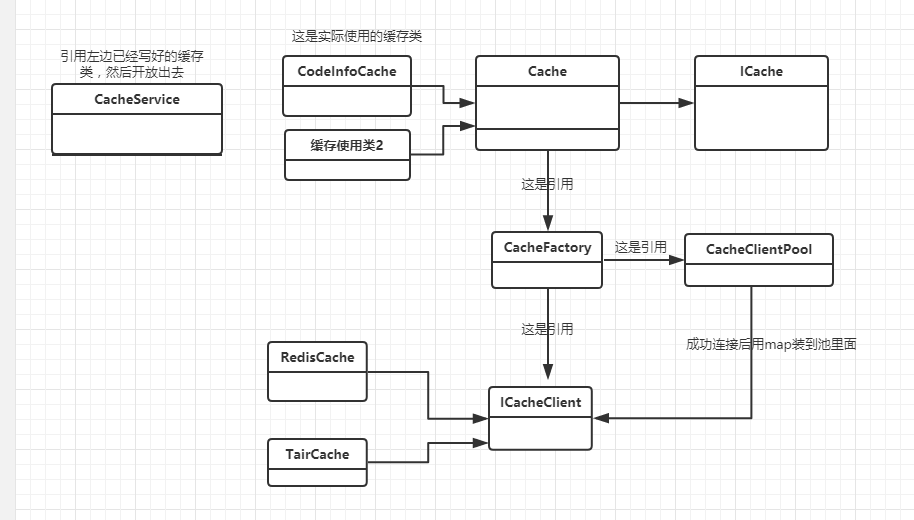 这是实际使用的缓存类
引用左边已经写好的缓存
类，然后开放出去
CacheService
CodeInfoCache
Cache
ICache
缓存使用类2
这是引用
CacheFactory
这是引用
CacheClientPool
这是引用
成功连接后用map装到池里面
RedisCache
ICacheClient
TairCache